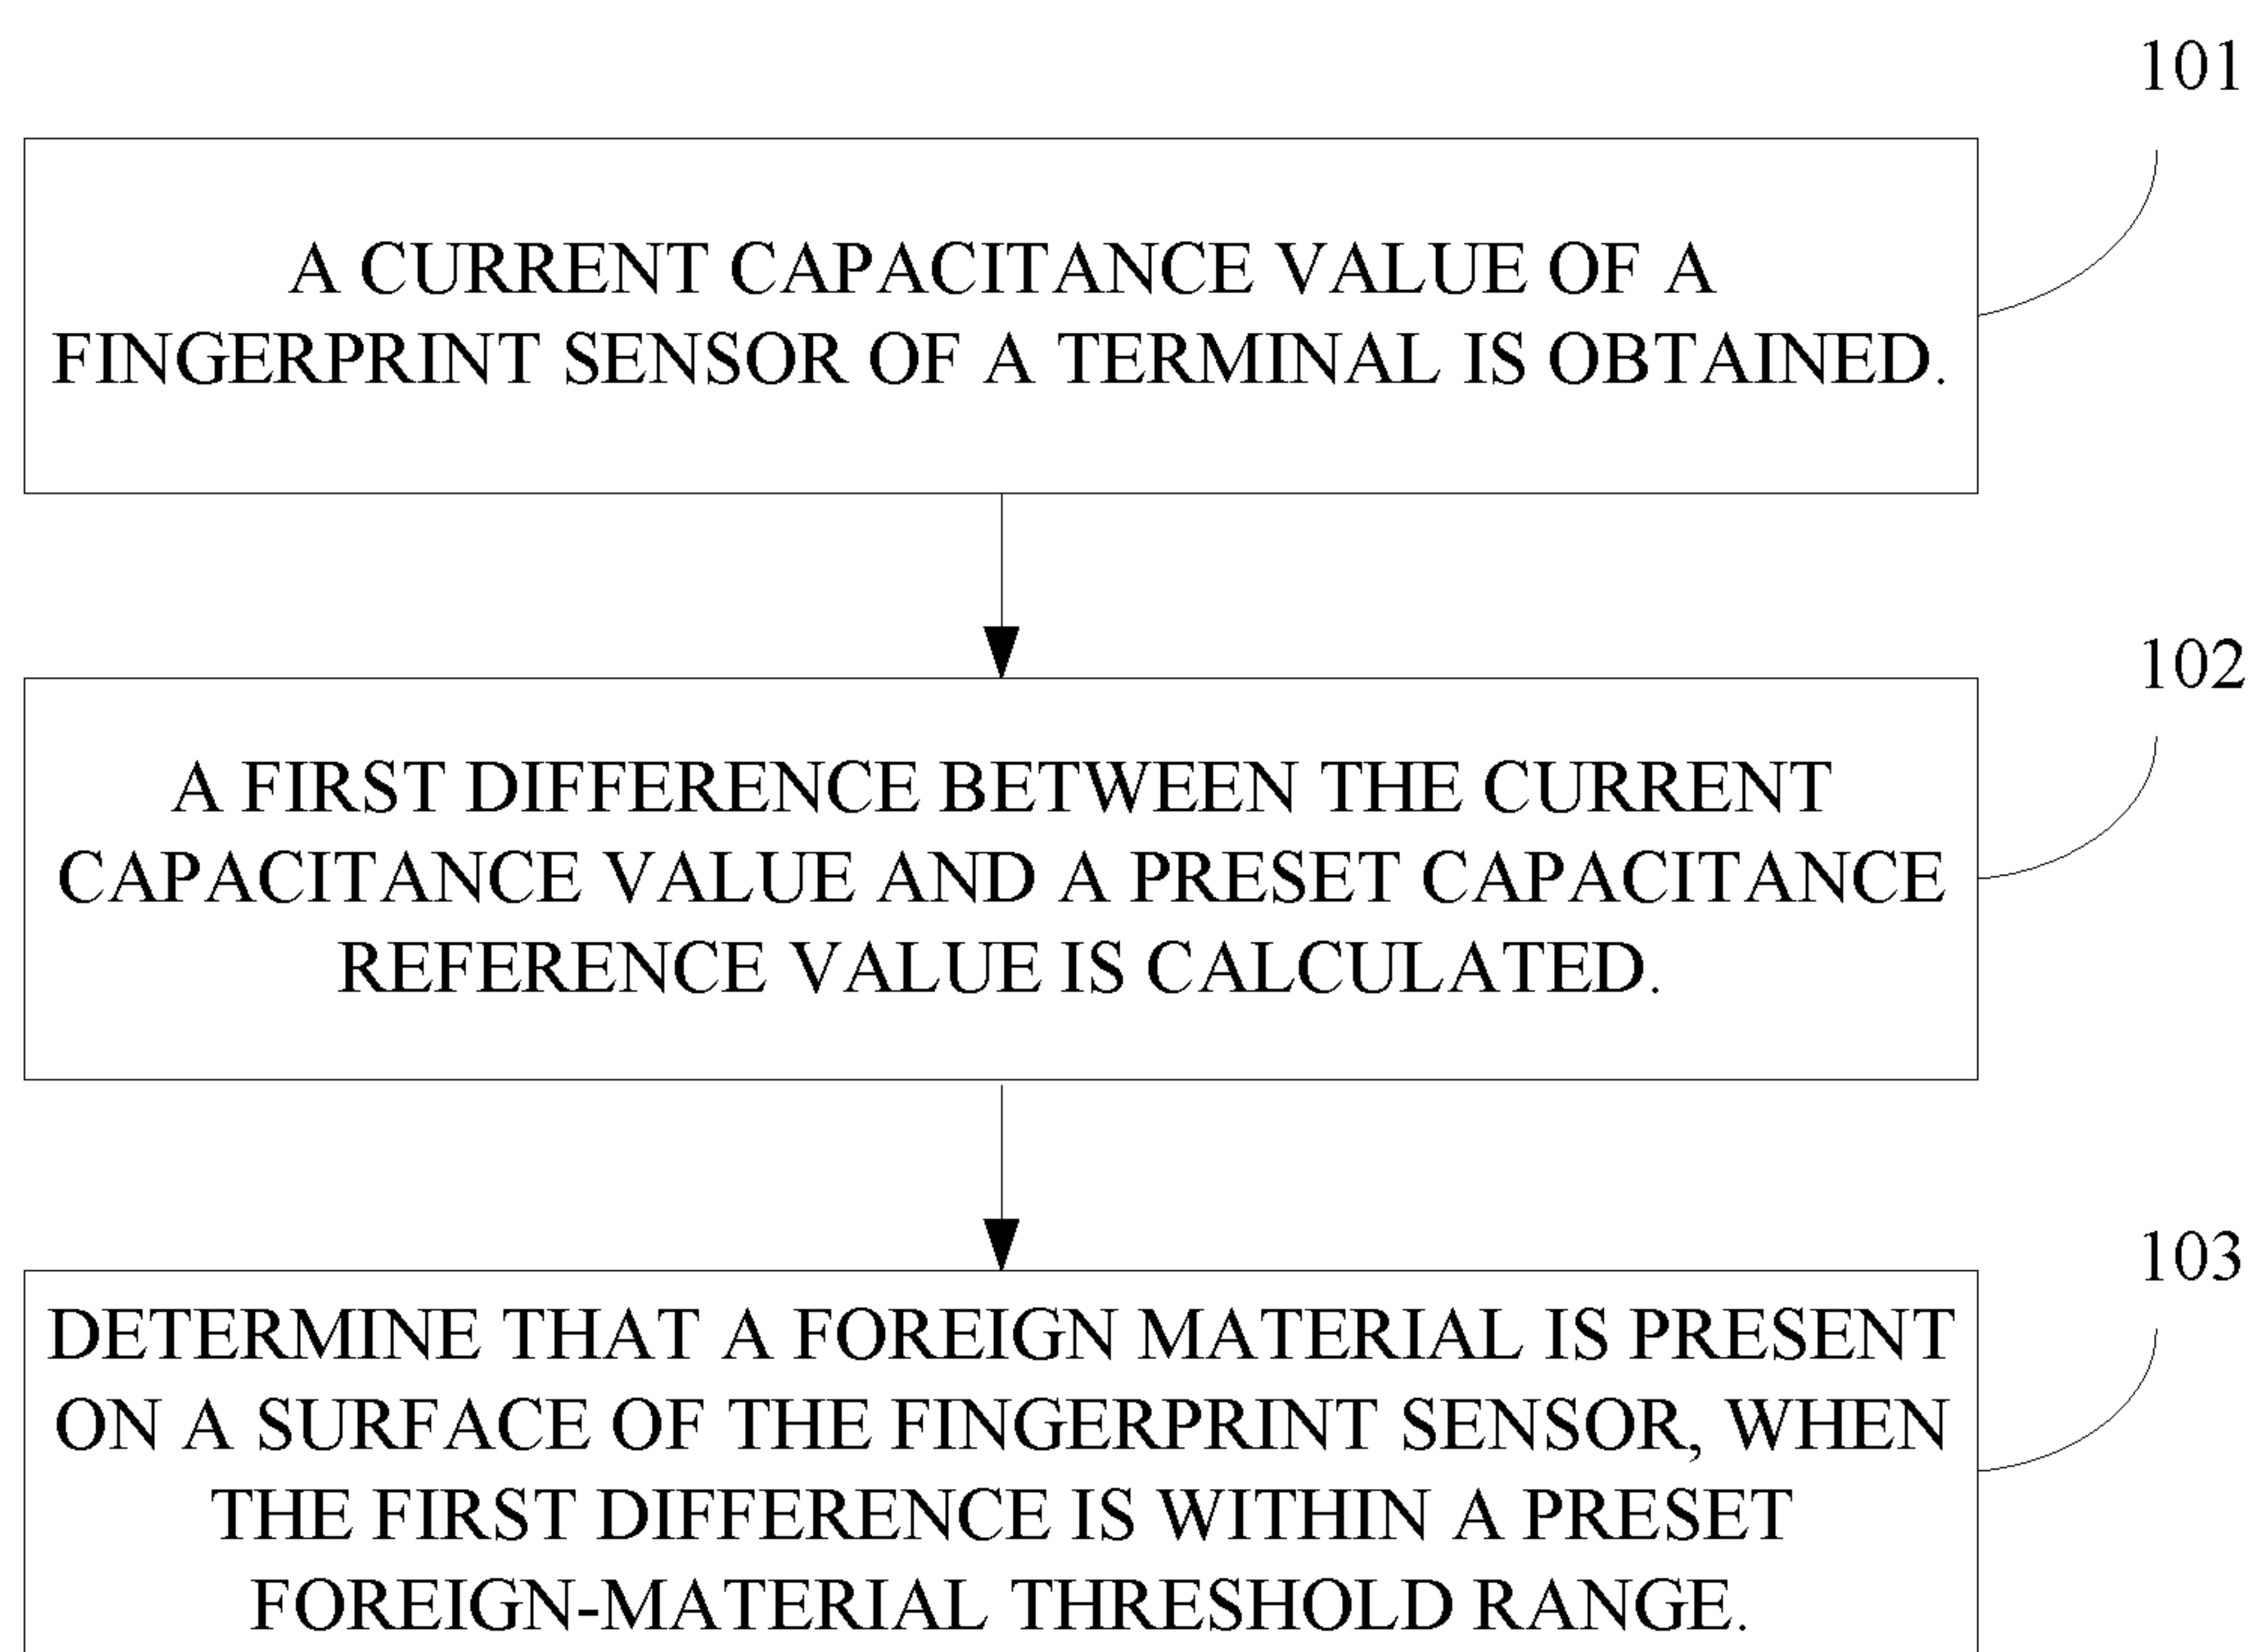 101
A CURRENT CAPACITANCE VALUE OF A
FINGERPRINT SENSOR OF A TERMINAL IS OBTAINED.
102
A FIRST DIFFERENCE BETWEEN THE CURRENT
CAPACITANCE VALUE AND A PRESET CAPACITANCE
REFERENCE VALUE IS CALCULATED.
103
DETERMINE THAT A FOREIGN MATERIAL IS PRESENT
ON A SURFACE OF THE FINGERPRINT SENSOR, WHEN
THE FIRST DIFFERENCE IS WITHIN A PRESET
FOREIGN-MATERIAL THRESHOLD RANGE.